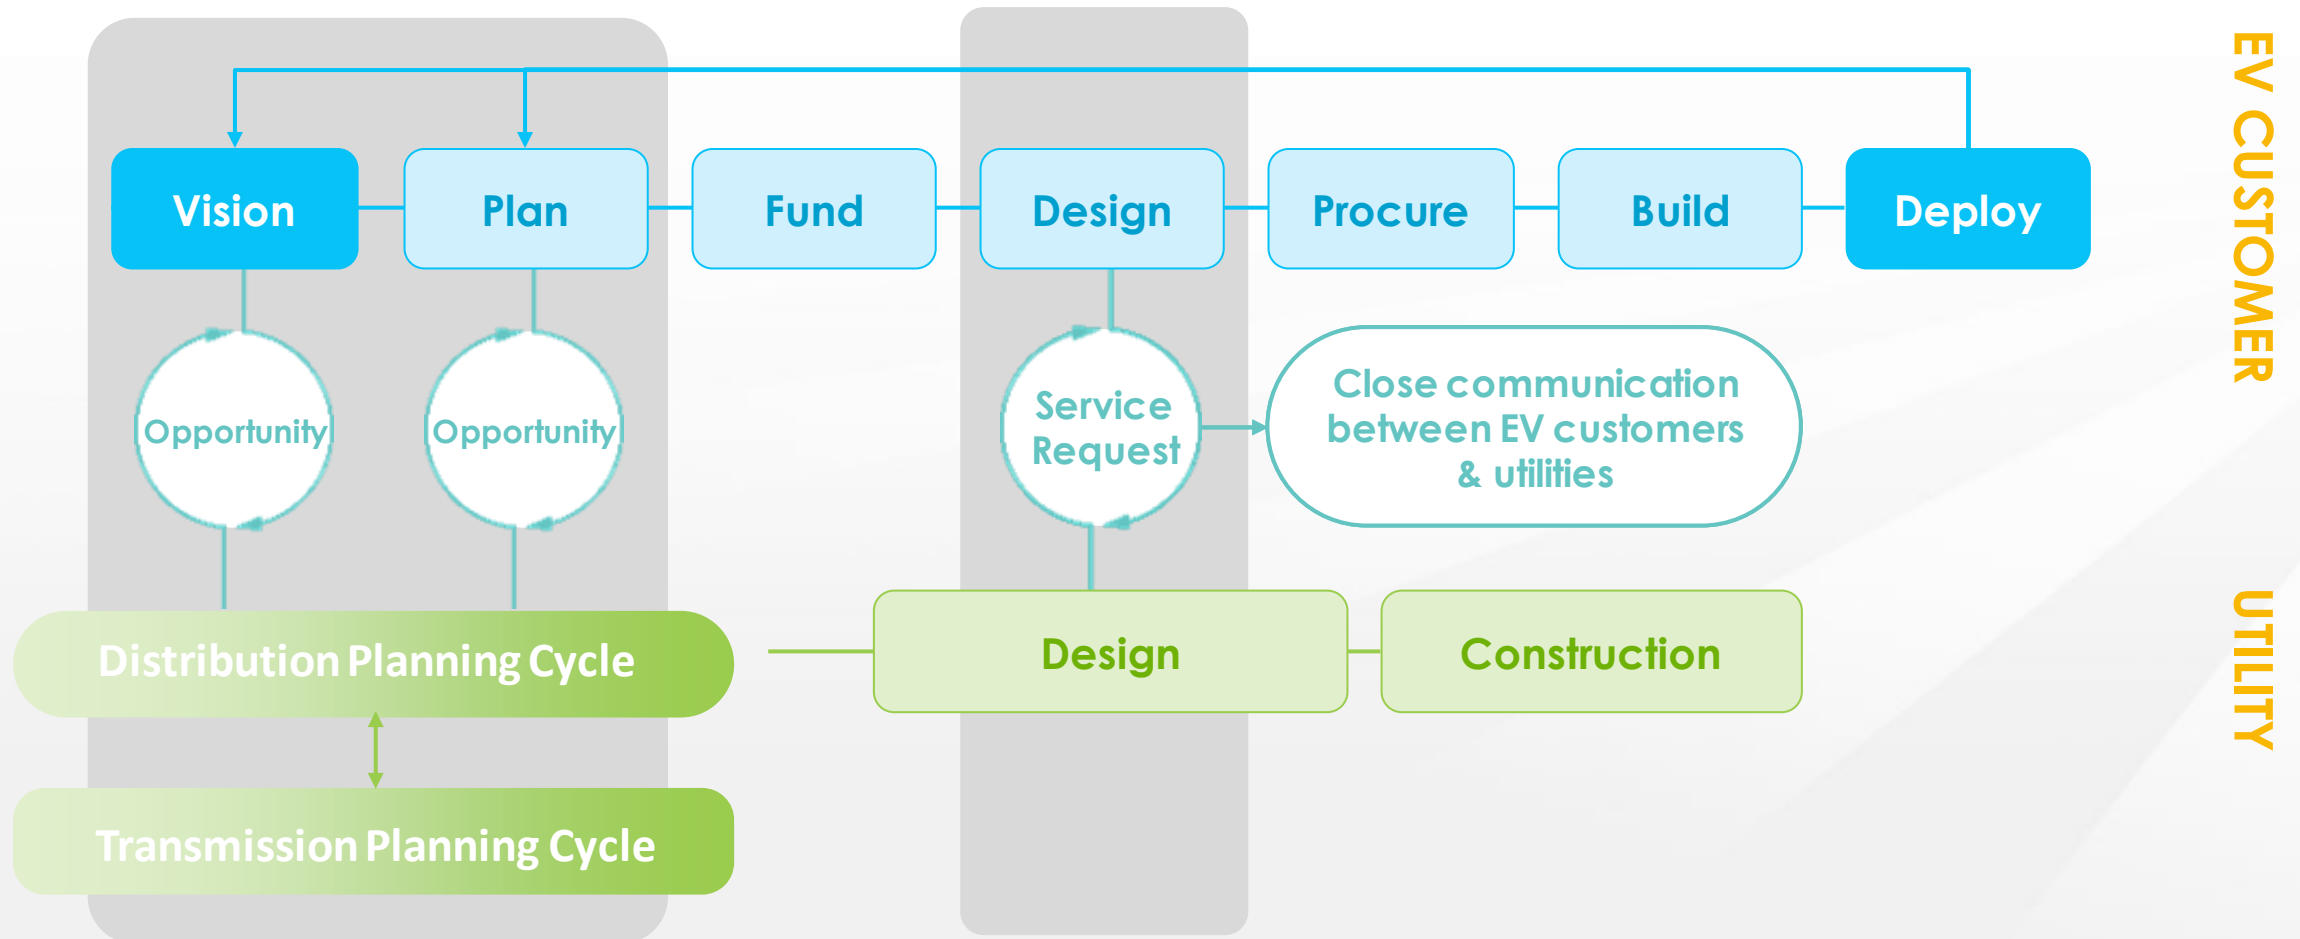 Vision
Plan
Fund
Design
Procure
Build
Deploy
EV CUSTOMER
Opportunity
Opportunity
Service
Request
Close communication
between EV customers
& utilities
Distribution Planning Cycle
Design
Construction
UTILITY
Transmission Planning Cycle